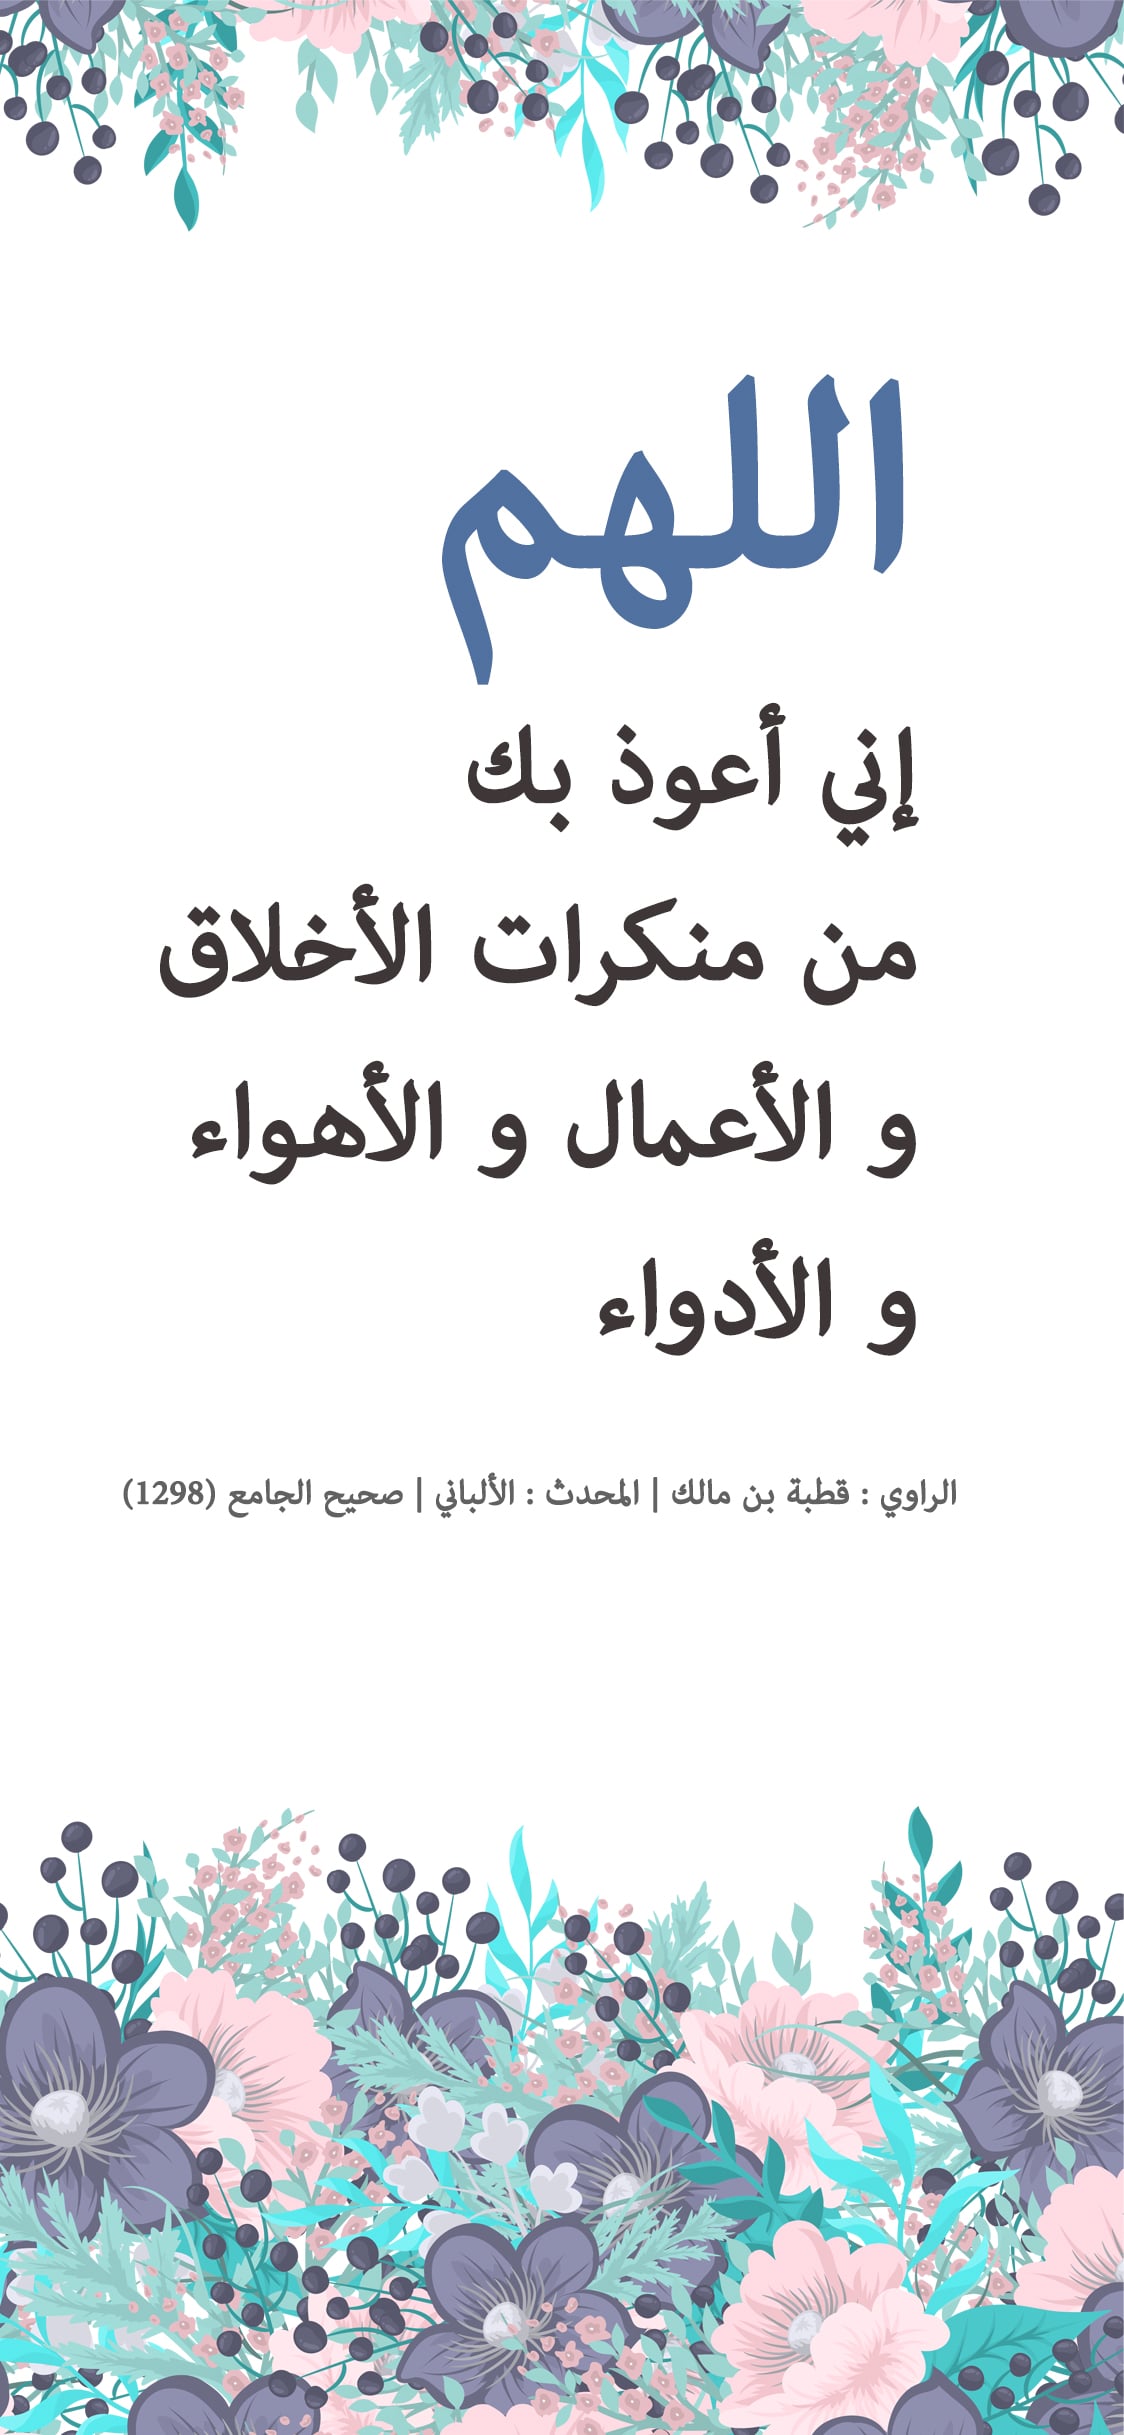 اللهم
إني أعوذ بك
من منكرات الأخلاق
و الأعمال و الأهواء
و الأدواء
الراوي : قطبة بن مالك | المحدث : الألباني | صحيح الجامع (1298)